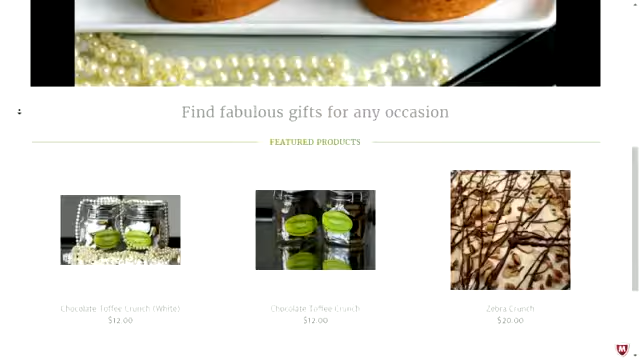 Find fabulous gifts for any occasion
FEATURED PRODUCTS
Chocolate Toffee Crunch (White)
$12.00
Chocolate Toffee Crunch
$12.00
Zebra Crunch
$20.00